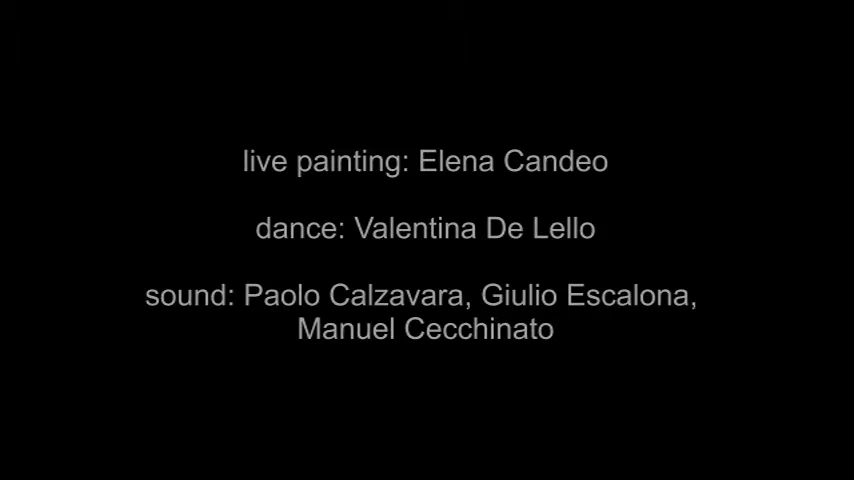 live painting: Elena Candeo
dance: Valentina De Lello
sound: Paolo Calzavara, Giulio Escalona,
Manuel Cecchinato